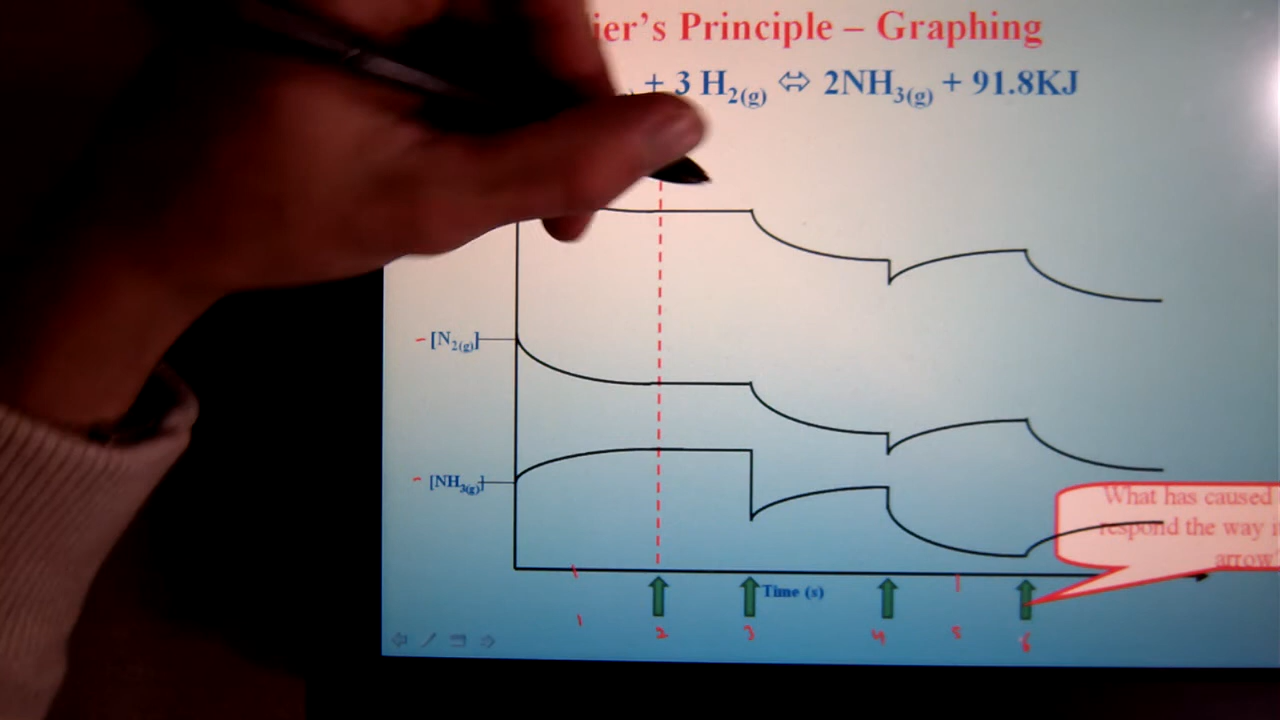 ier's Principle – Graphing
+ 3 H2(g) ⇔ 2NH3(g) + 91.8KJ
[N2(g)]
[NH3(g)]
What has caused
respond the way i
arrow
Time (s)
1 2 3 4 5 6